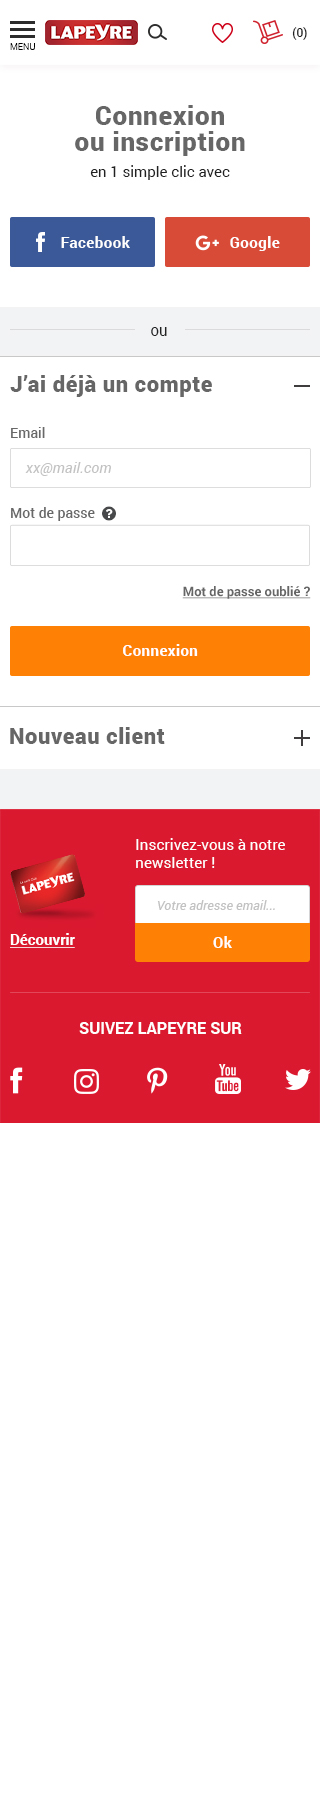 MENU
LAPEYRE
(0)
Connexion
ou inscription
en 1 simple clic avec
Facebook
Google
ou
J'ai déjà un compte
Email
xx@mail.com
Mot de passe ?
Mot de passe oublié ?
Connexion
Nouveau client
Inscrivez-vous à notre
newsletter !
LAPEYRE
Votre adresse email...
Découvrir
Ok
SUIVEZ LAPEYRE SUR
You
Tube